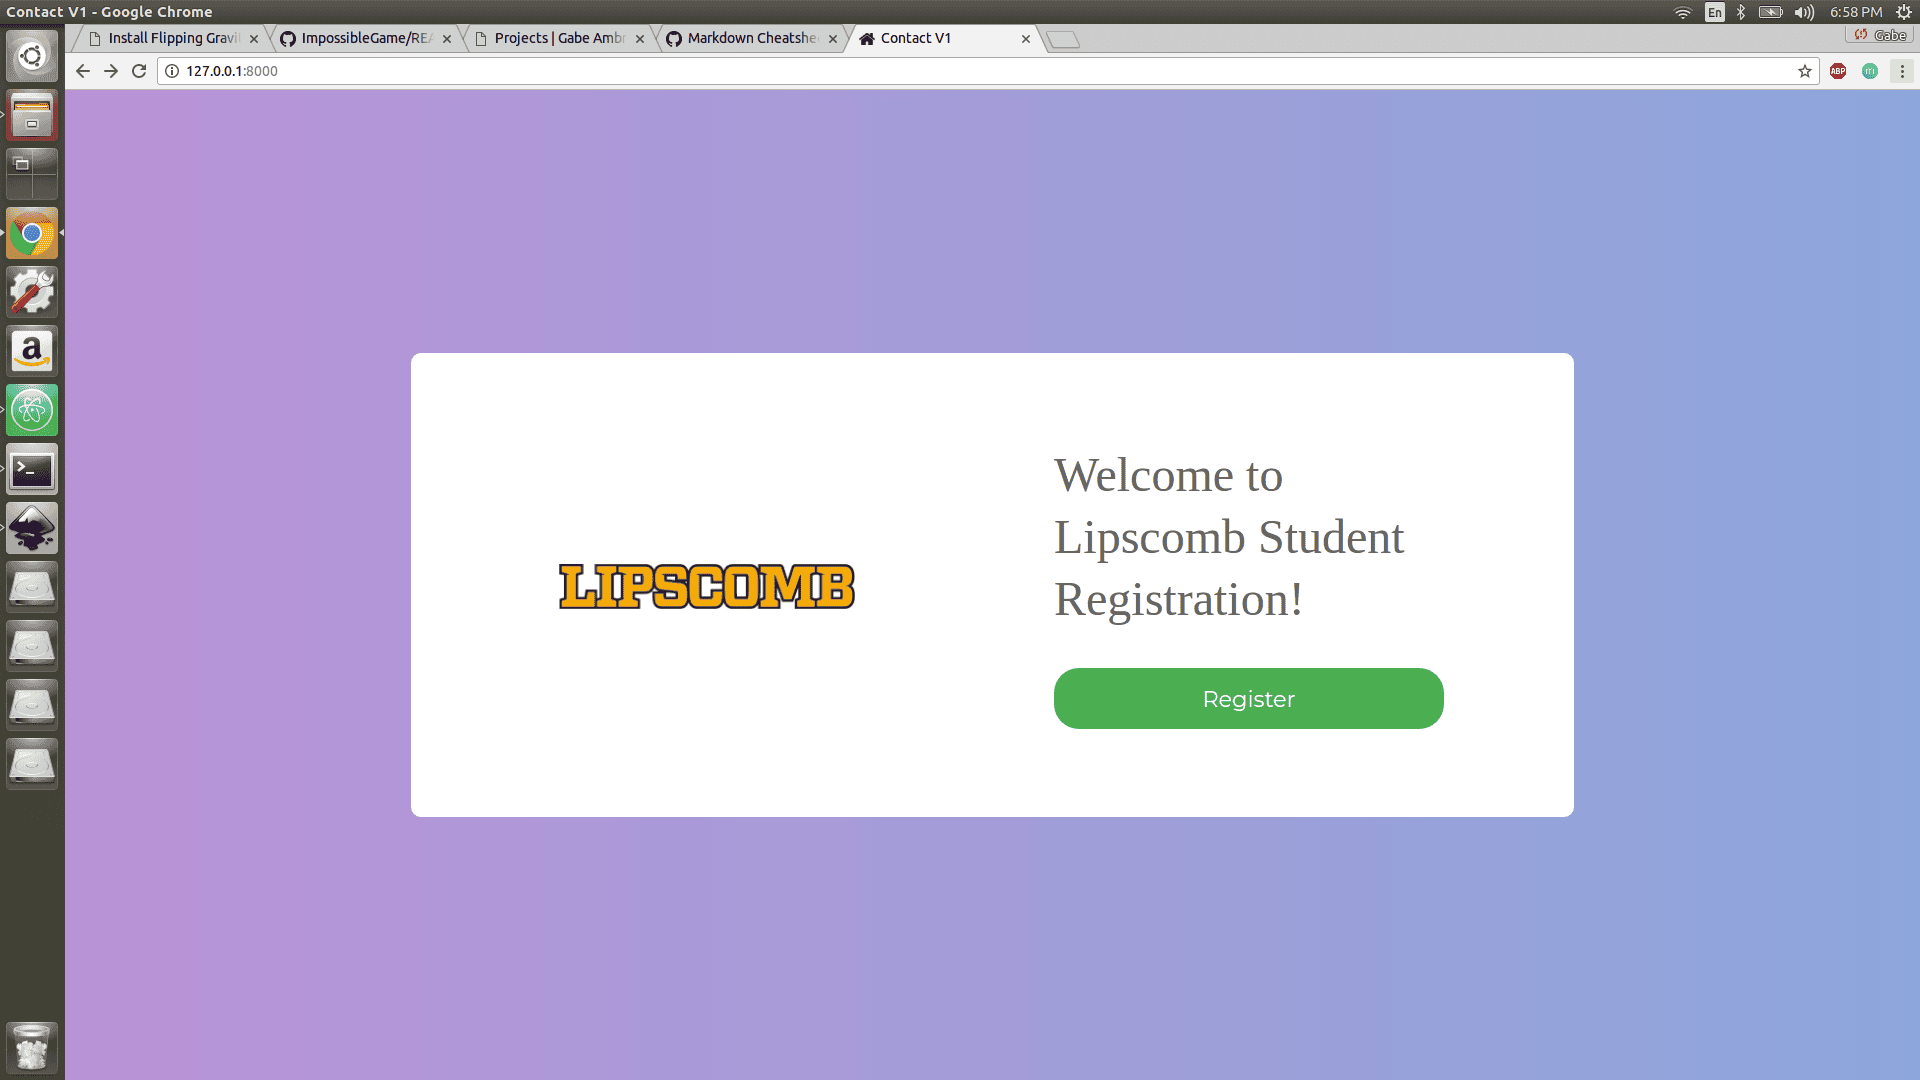 Contact V1 - Google Chrome
En
6:58 PM
Install Flipping Gravi
ImpossibleGame/REA
Projects | Gabe Ambr
Markdown Cheatshe
Contact V1
Gabe
127.0.0.1:8000
ABP
m
a
>_
LIPSCOMB
Welcome to
Lipscomb Student
Registration!
Register